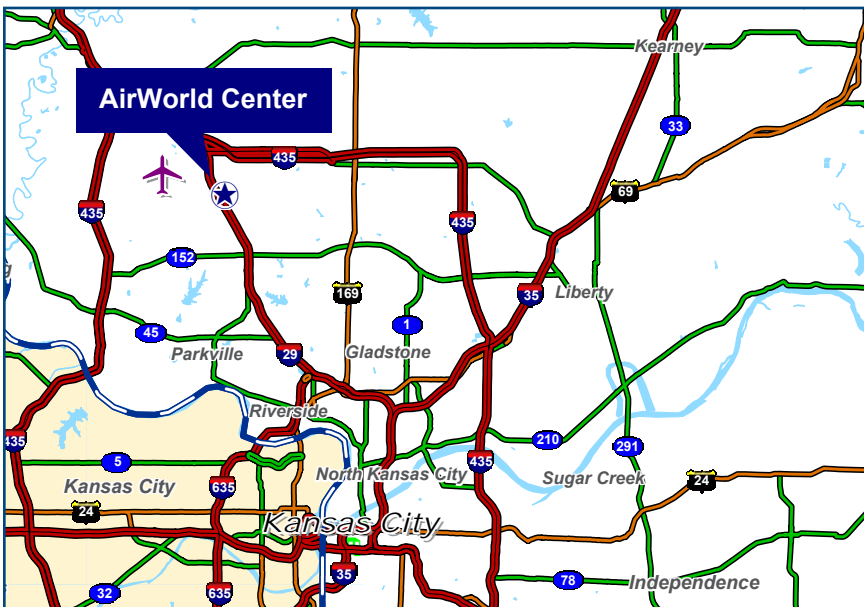 Kearney
AirWorld Center
33
435
69
435
435
152
169
35
Liberty
45
1
Parkville
29
Gladstone
Riverside
435
210
291
5
North Kansas City
435
Sugar Creek
24
Kansas City
635
24
Kansas City
35
78
Independence
32
635